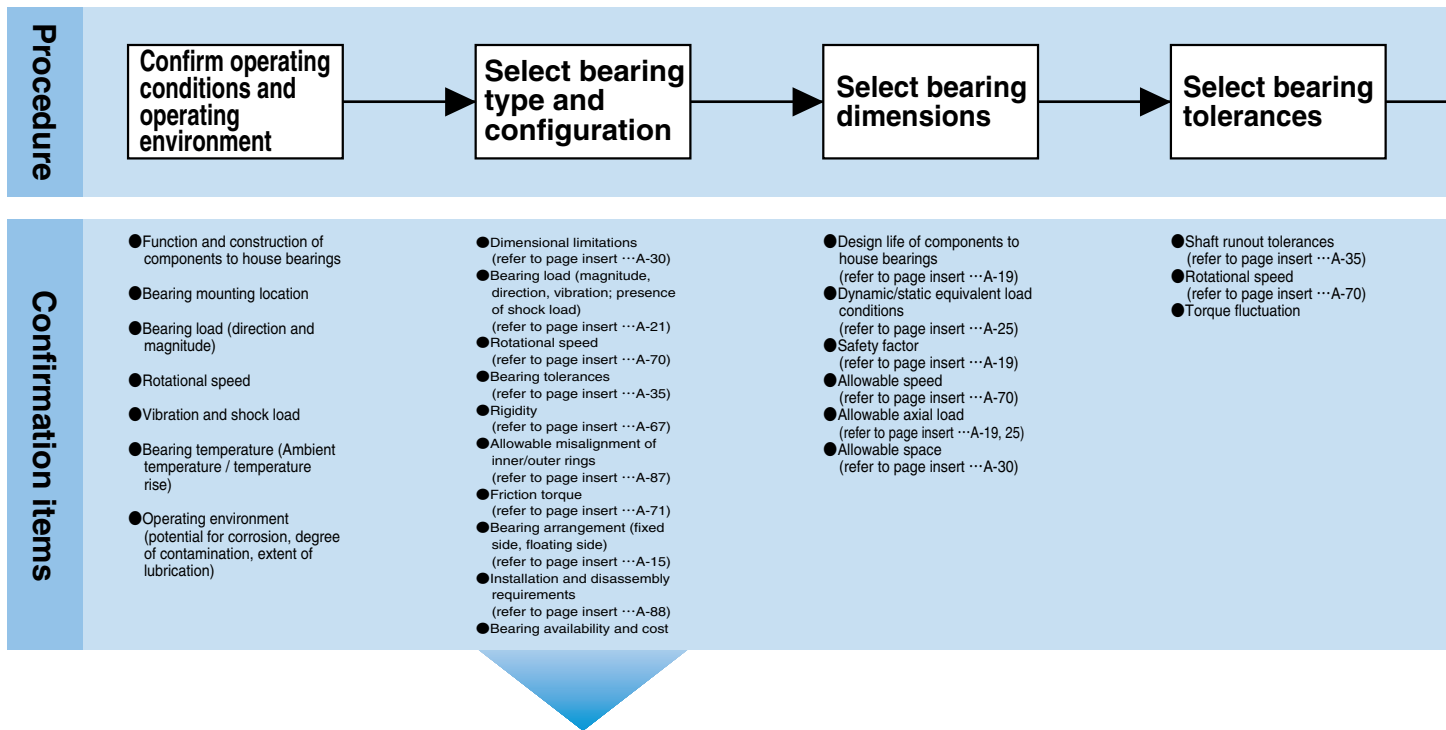 Procedure
Confirm operating
conditions and
operating
environment
Select bearing
type and
configuration
Select bearing
dimensions
Select bearing
tolerances
Confirmation items
●Function and construction of
components to house bearings
●Bearing mounting location
●Bearing load (direction and
magnitude)
●Rotational speed
●Vibration and shock load
●Bearing temperature (Ambient
temperature / temperature
rise)
●Operating environment
(potential for corrosion, degree
of contamination, extent of
lubrication)
●Dimensional limitations
(refer to page insert ···A-30)
●Bearing load (magnitude,
direction, vibration; presence
of shock load)
(refer to page insert ···A-21)
●Rotational speed
(refer to page insert ···A-70)
●Bearing tolerances
(refer to page insert ···A-35)
●Rigidity
(refer to page insert ···A-67)
●Allowable misalignment of
inner/outer rings
(refer to page insert ···A-87)
●Friction torque
(refer to page insert ···A-71)
●Bearing arrangement (fixed
side, floating side)
(refer to page insert ···A-15)
●Installation and disassembly
requirements
(refer to page insert ···A-88)
●Bearing availability and cost
●Design life of components to
house bearings
(refer to page insert ···A-19)
●Dynamic/static equivalent load
conditions
(refer to page insert ···A-25)
●Safety factor
(refer to page insert ···A-19)
●Allowable speed
(refer to page insert ···A-70)
●Allowable axial load
(refer to page insert ···A-19, 25)
●Allowable space
(refer to page insert ···A-30)
●Shaft runout tolerances
(refer to page insert ···A-35)
●Rotational speed
(refer to page insert ···A-70)
●Torque fluctuation